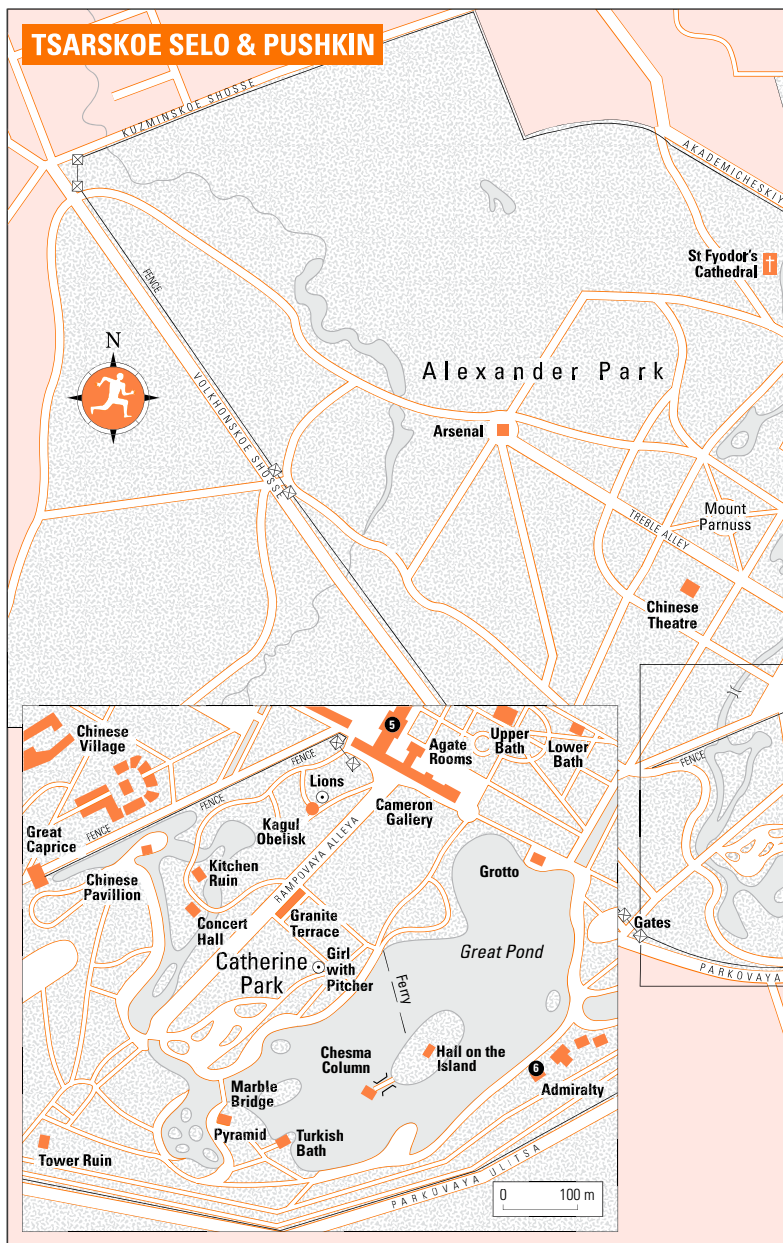 TSARSKOE SELO & PUSHKIN
KUZMINSKOE SHOSSE
AKADEMICHESKIY
St Fyodor's
Cathedral
FENCE
N
VOLKHONSKOE SHOSSE
Alexander Park
Arsenal
Mount
Parnuss
TREBLE ALLEY
Chinese
Theatre
FENCE
Gates
PARKOVAYA
Chinese
Village
5
Agate
Rooms
Upper
Bath
Lower
Bath
FENCE
Lions
FENCE
Cameron
Gallery
Kagul
Obelisk
Great
Caprice
FENCE
RAMPOVAYA ALLEYA
Grotto
Kitchen
Ruin
Chinese
Pavillion
Concert
Hall
Granite
Terrace
Great Pond
Catherine
Park
Girl
with
Pitcher
Ferry
Chesma
Column
Hall on the
Island
6
Admiralty
Marble
Bridge
Pyramid
Turkish
Bath
Tower Ruin
PARKOVAYA ULITSA
0 100 m